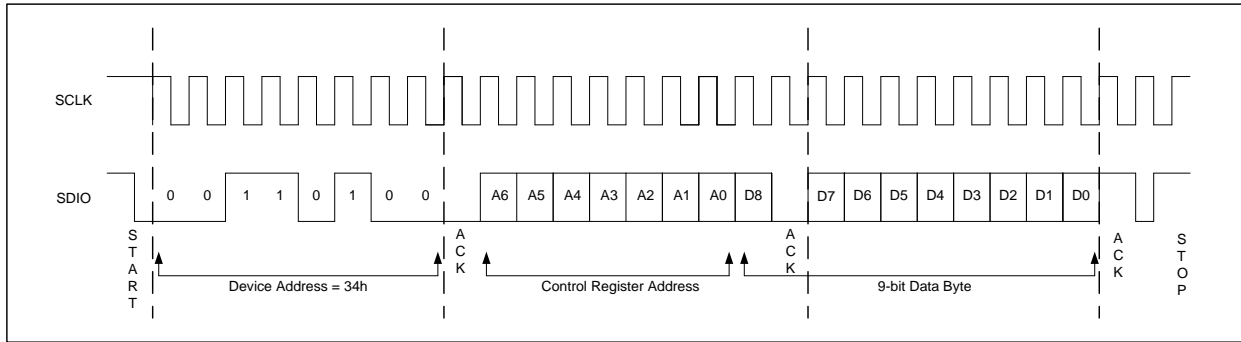 SCLK
SDIO
0 0 1 1 0 1 0 0
A6 A5 A4 A3 A2 A1 A0 D8
D7 D6 D5 D4 D3 D2 D1 D0
START
ACK
ACK
ACK
STOP
Device Address = 34h
Control Register Address
9-bit Data Byte